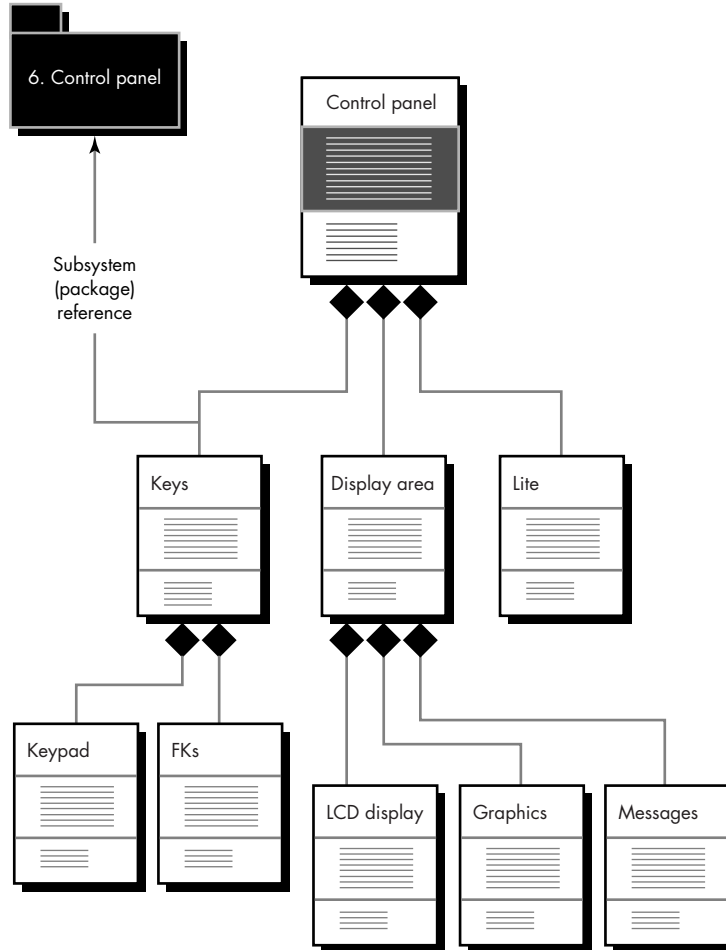 6. Control panel
Control panel
Subsystem
(package)
reference
Keys
Display area
Lite
Keypad
FKs
LCD display
Graphics
Messages